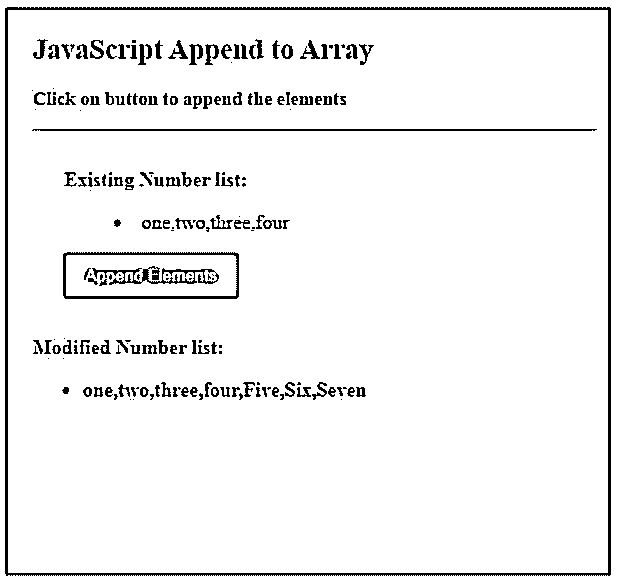 JavaScript Append to Array
Click on button to append the elements
Existing Number list:
• one,two,three,four
Append Elements
Modified Number list:
• one,two,three,four,Five,Six,Seven